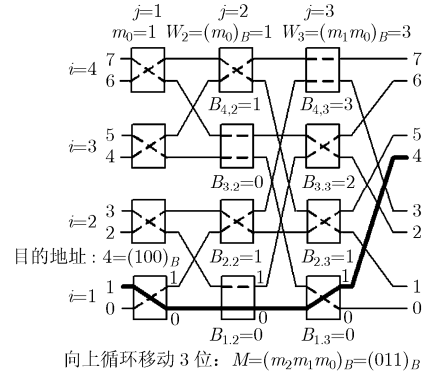 j=1 j=2 j=3
m₀=1 W₂=(m₀)_B=1 W₃=(m₁m₀)_B=3
i=4 7 7
6 6
B₄,₂=1 B₄,₃=3
i=3 5 5
4 4
B₃.₂=0 B₃.₃=2
i=2 3 3
2 2
目的地址：4=(100)_B B₂.₂=1 B₂.₃=1
i=1 1 1 1 1 1
0 0 0 0 0
B₁.₂=0 B₁.₃=0
向上循环移动 3 位：M=(m₂m₁m₀)_B=(011)_B